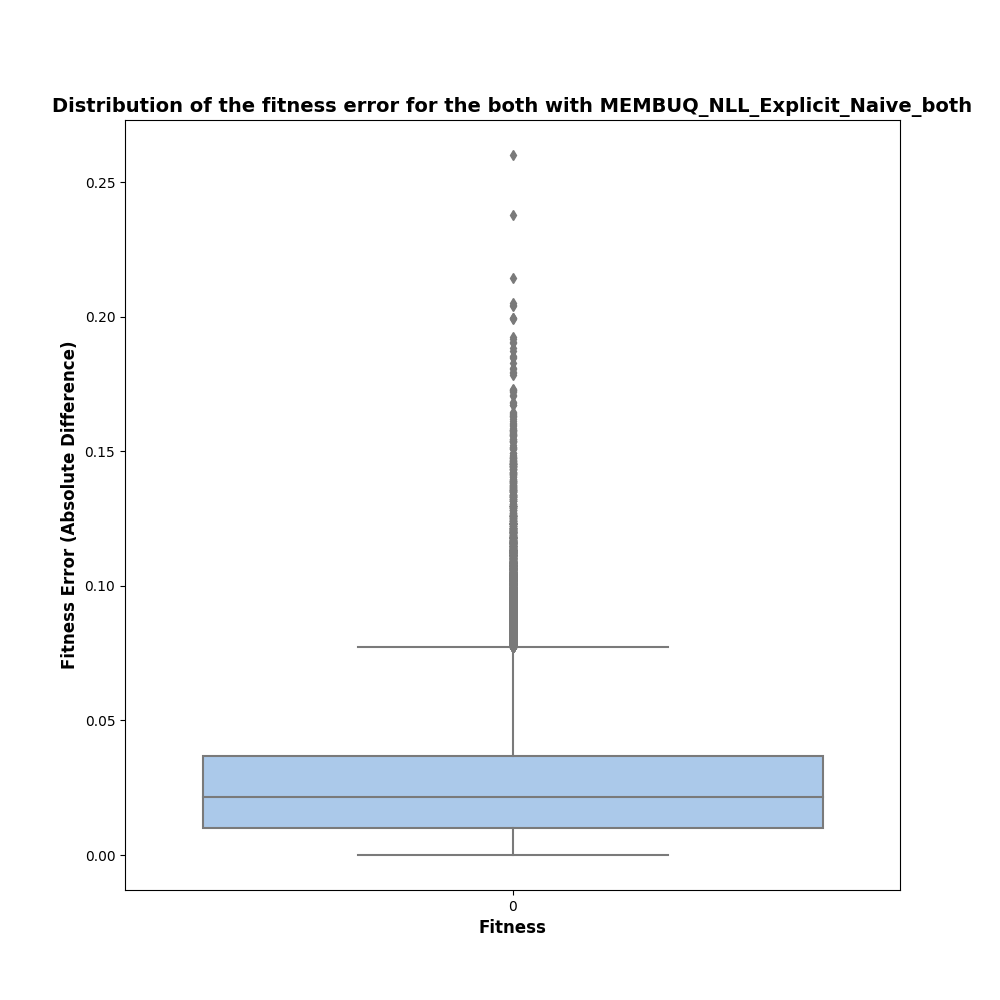 Distribution of the fitness error for the both with MEMBUQ_NLL_Explicit_Naive_both
Fitness Error (Absolute Difference)
0.25
0.20
0.15
0.10
0.05
0.00
0
Fitness